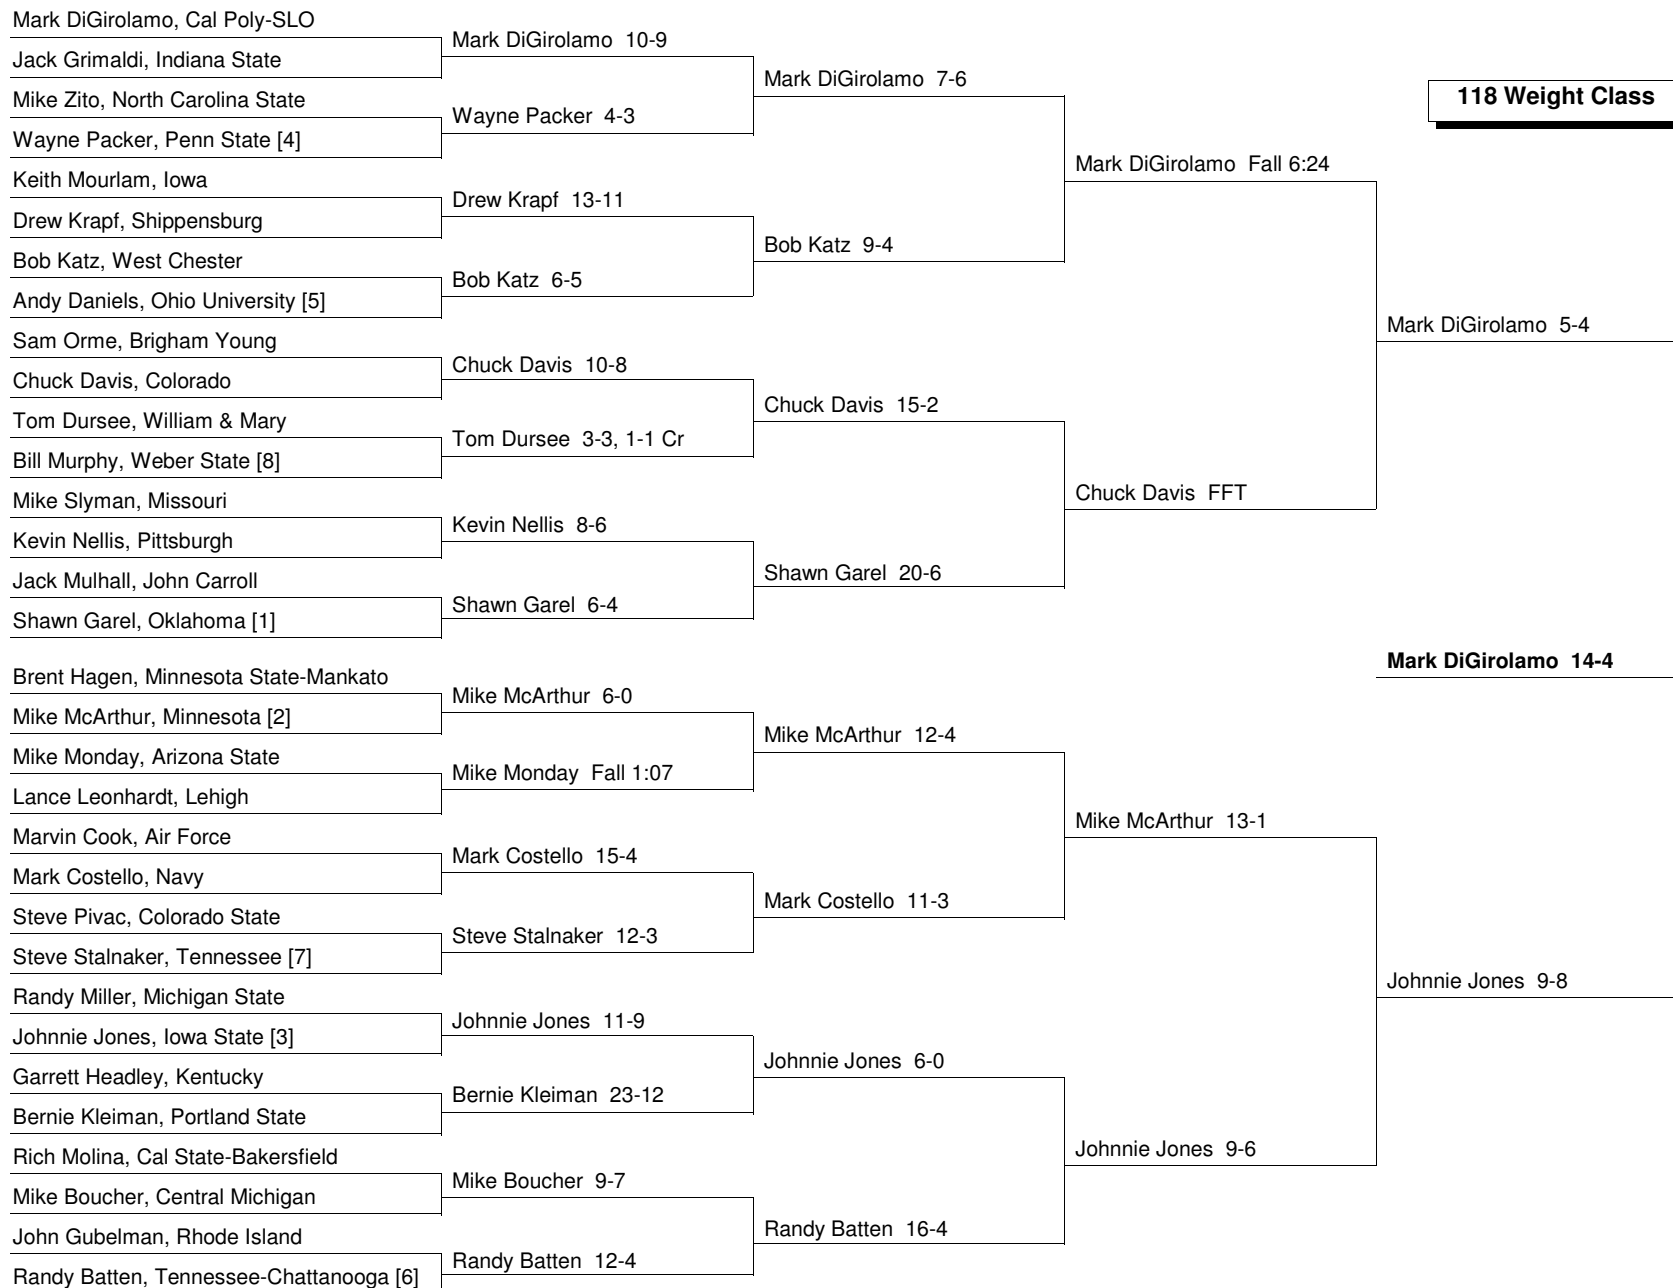 Mark DiGirolamo, Cal Poly-SLO
Jack Grimaldi, Indiana State
Mike Zito, North Carolina State
Wayne Packer, Penn State [4]
Keith Mourlam, Iowa
Drew Krapf, Shippensburg
Bob Katz, West Chester
Andy Daniels, Ohio University [5]
Sam Orme, Brigham Young
Chuck Davis, Colorado
Tom Dursee, William & Mary
Bill Murphy, Weber State [8]
Mike Slyman, Missouri
Kevin Nellis, Pittsburgh
Jack Mulhall, John Carroll
Shawn Garel, Oklahoma [1]
Brent Hagen, Minnesota State-Mankato
Mike McArthur, Minnesota [2]
Mike Monday, Arizona State
Lance Leonhardt, Lehigh
Marvin Cook, Air Force
Mark Costello, Navy
Steve Pivac, Colorado State
Steve Stalnaker, Tennessee [7]
Randy Miller, Michigan State
Johnnie Jones, Iowa State [3]
Garrett Headley, Kentucky
Bernie Kleiman, Portland State
Rich Molina, Cal State-Bakersfield
Mike Boucher, Central Michigan
John Gubelman, Rhode Island
Randy Batten, Tennessee-Chattanooga [6]
Mark DiGirolamo 10-9
Wayne Packer 4-3
Drew Krapf 13-11
Bob Katz 6-5
Chuck Davis 10-8
Tom Dursee 3-3, 1-1 Cr
Kevin Nellis 8-6
Shawn Garel 6-4
Mike McArthur 6-0
Mike Monday Fall 1:07
Mark Costello 15-4
Steve Stalnaker 12-3
Johnnie Jones 11-9
Bernie Kleiman 23-12
Mike Boucher 9-7
Randy Batten 12-4
Mark DiGirolamo 7-6
Bob Katz 9-4
Chuck Davis 15-2
Shawn Garel 20-6
Mike McArthur 12-4
Mark Costello 11-3
Johnnie Jones 6-0
Randy Batten 16-4
Mark DiGirolamo Fall 6:24
Chuck Davis FFT
Mike McArthur 13-1
Johnnie Jones 9-6
118 Weight Class
Mark DiGirolamo 5-4
Mark DiGirolamo 14-4
Johnnie Jones 9-8